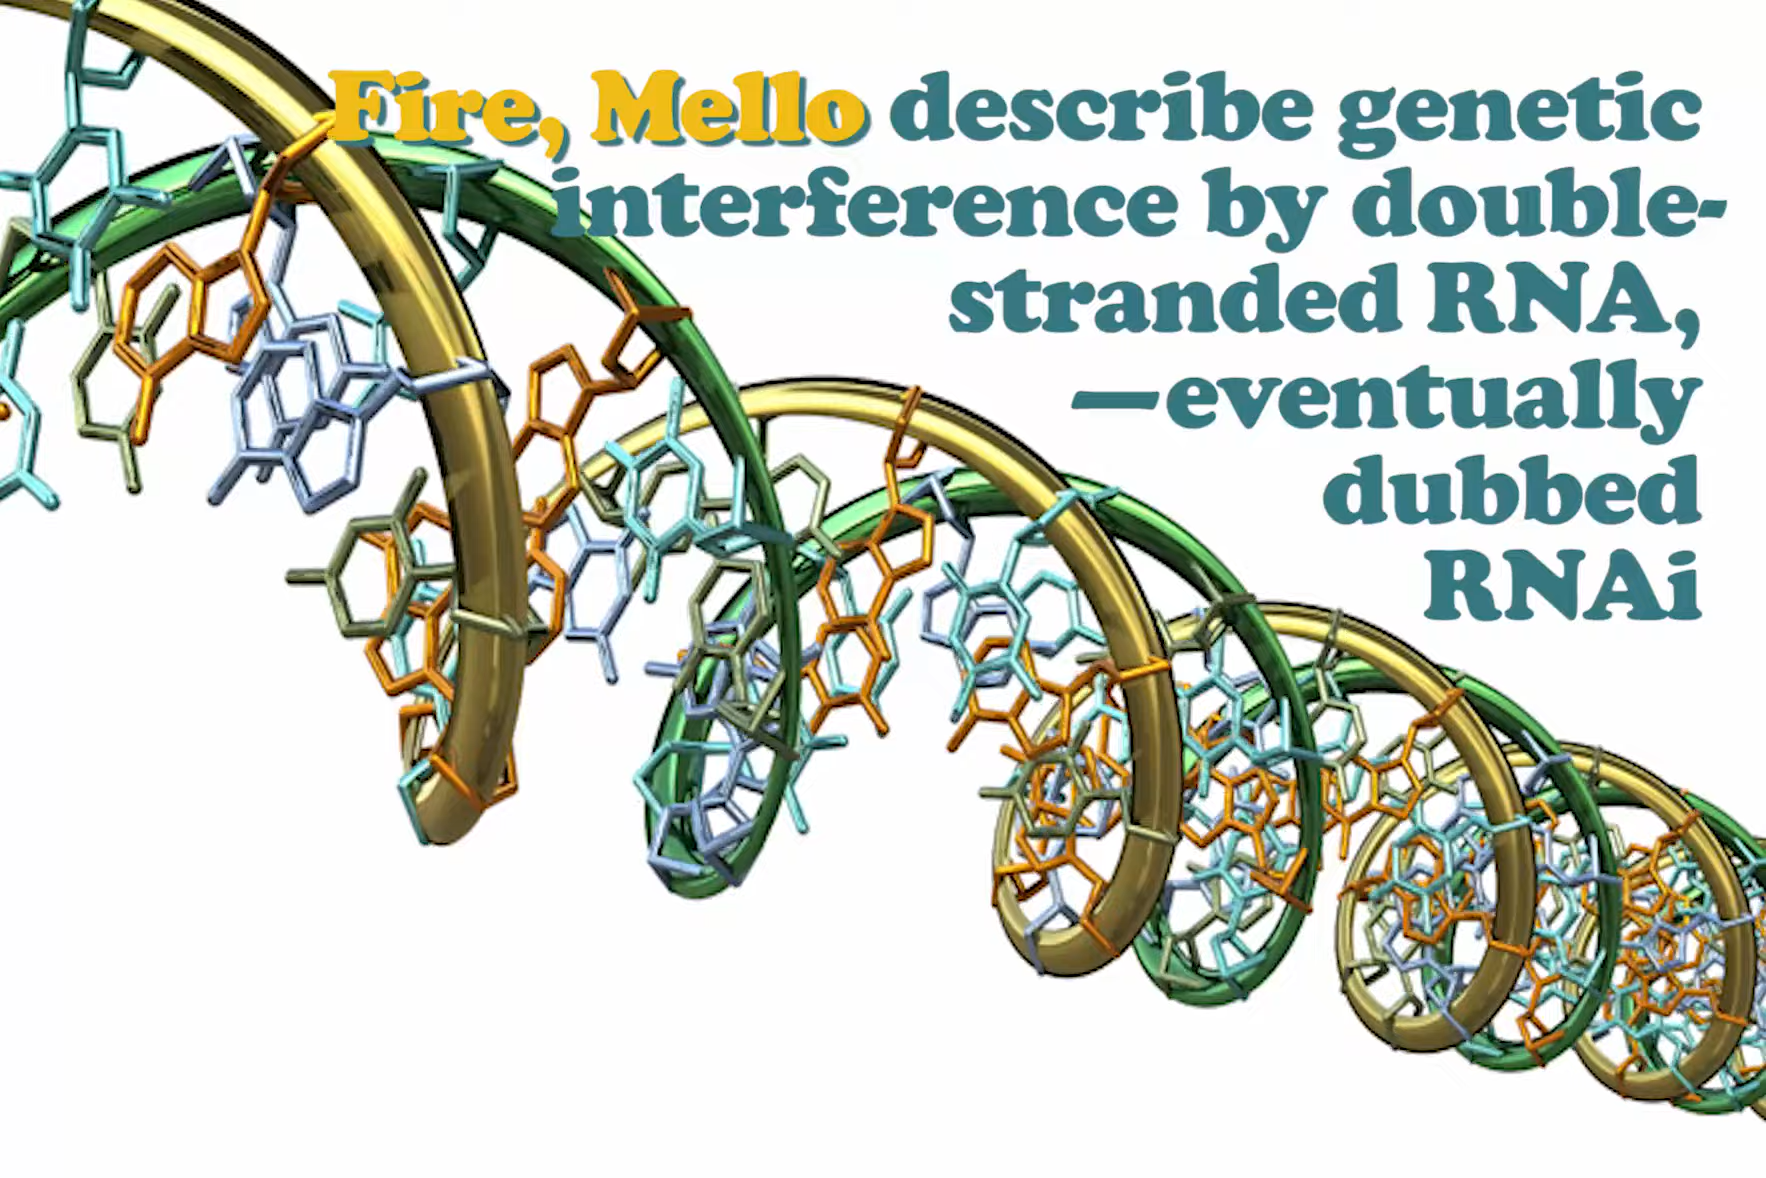 Fire, Mello describe genetic
interference by double-
stranded RNA,
—eventually
dubbed
RNAi